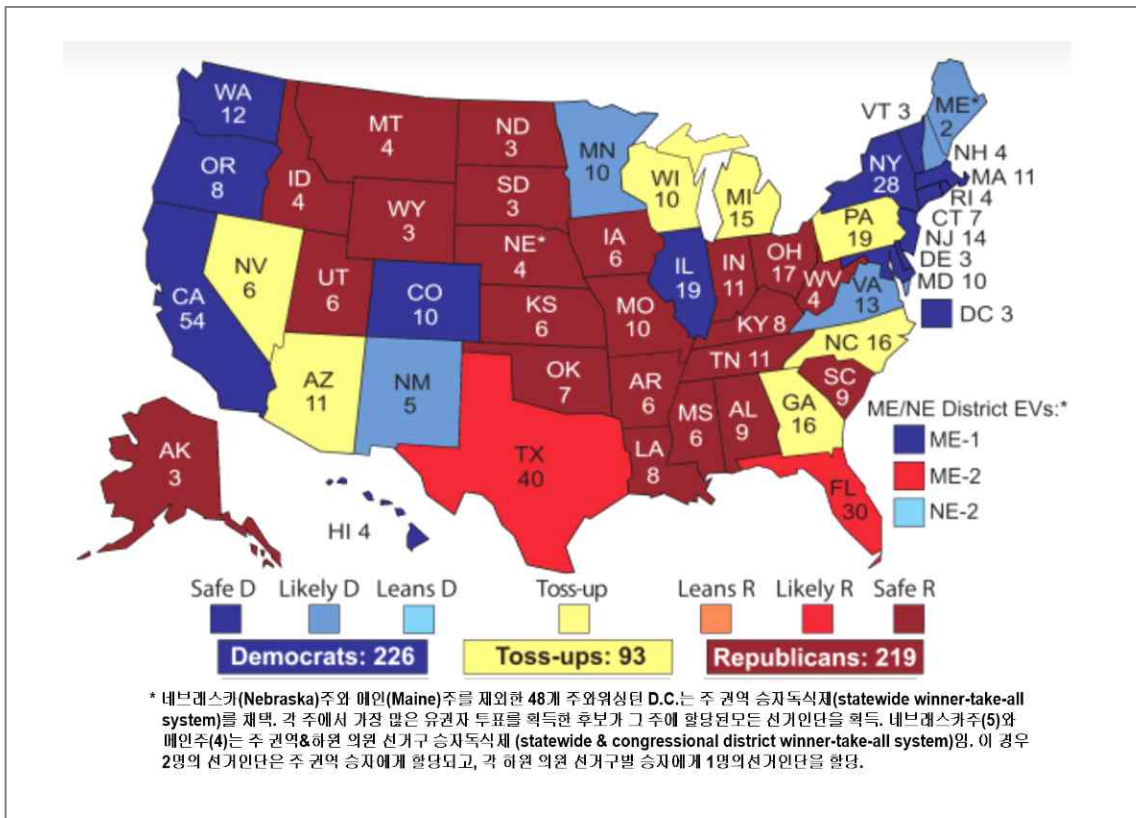 WA
12
OR
8
CA
54
NV
6
ID
4
MT
4
WY
3
UT
6
AZ
11
CO
10
NM
5
ND
3
SD
3
NE*
4
KS
6
OK
7
TX
40
MN
10
IA
6
MO
10
AR
6
LA
8
WI
10
IL
19
MI
15
IN
11
OH
17
KY 8
TN 11
MS
6
AL
9
GA
16
FL
30
SC
9
NC 16
VA
13
WV
4
PA
19
NY
28
VT 3
ME*
2
NH 4
MA 11
RI 4
CT 7
NJ 14
DE 3
MD 10
DC 3
AK
3
HI 4
ME/NE District EVs:*
ME-1
ME-2
NE-2
Safe D Likely D Leans D Toss-up Leans R Likely R Safe R
Democrats: 226 Toss-ups: 93 Republicans: 219
* 네브래스카(Nebraska)주와 메인(Maine)주를 제외한 48개 주와워싱턴 D.C.는 주 권역 승자독식제(statewide winner-take-all
system)를 채택. 각 주에서 가장 많은 유권자 투표를 획득한 후보가 그 주에 할당된모든 선거인단을 획득. 네브래스카주(5)와
메인주(4)는 주 권역&하원 의원 선거구 승자독식제 (statewide & congressional district winner-take-all system)임. 이 경우
2명의 선거인단은 주 권역 승자에게 할당되고, 각 하원 의원 선거구별 승자에게 1명의선거인단을 할당.